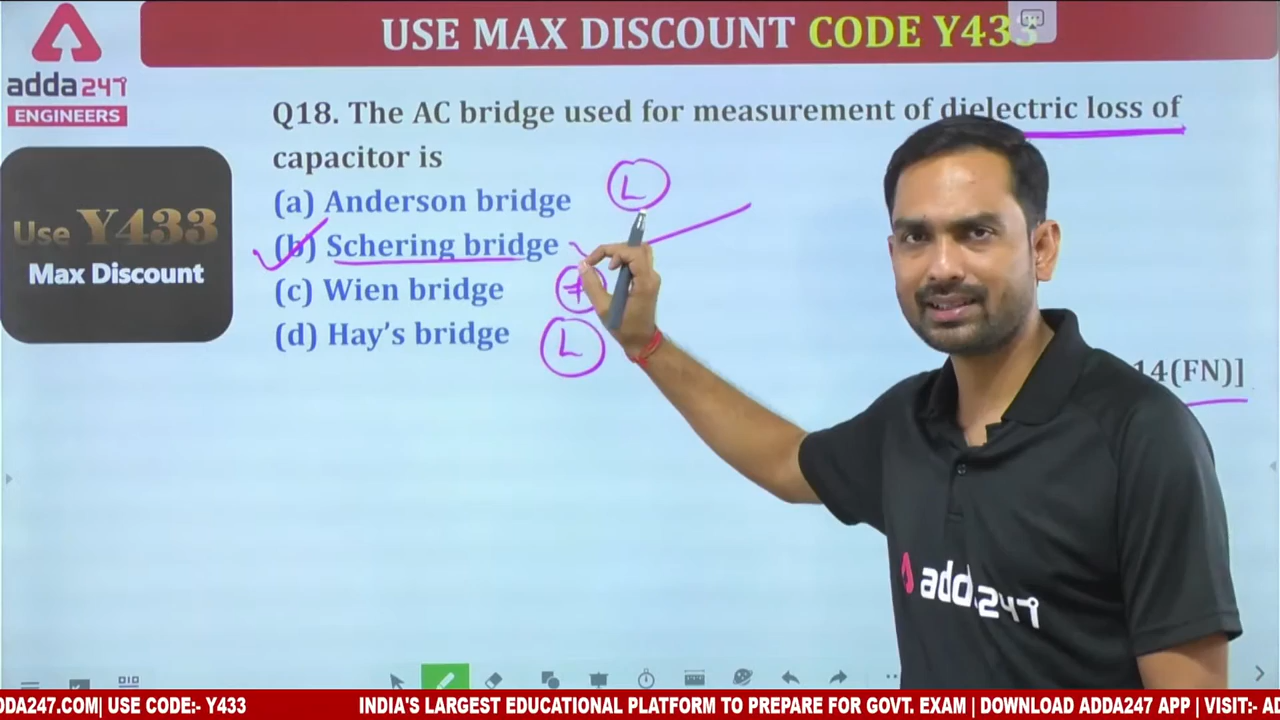 USE MAX DISCOUNT CODE Y433
adda247
ENGINEERS
Q18. The AC bridge used for measurement of dielectric loss of
capacitor is
(a) Anderson bridge L
Use Y433
Max Discount
(b) Schering bridge
(c) Wien bridge
(d) Hay's bridge L
14(FN)]
adda247
ADDA247.COM| USE CODE:- Y433 INDIA'S LARGEST EDUCATIONAL PLATFORM TO PREPARE FOR GOVT. EXAM | DOWNLOAD ADDA247 APP | VISIT:-